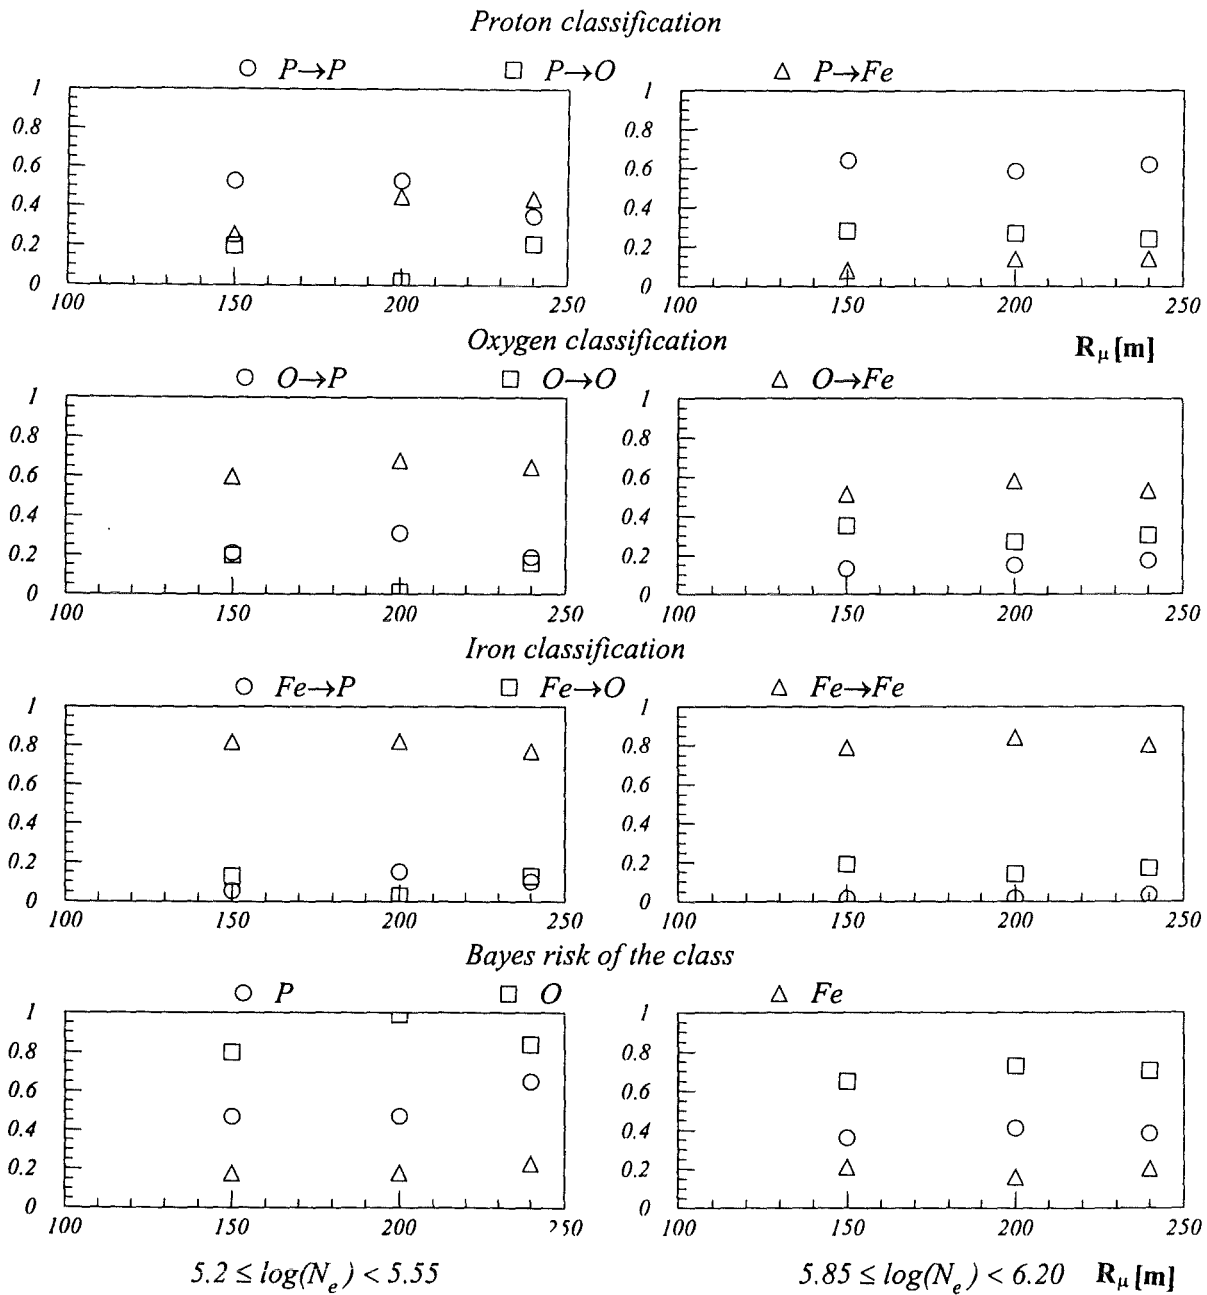 Proton classification
○ P→P □ P→O △ P→Fe
1 0.8 0.6 0.4 0.2 0
100 150 200 250
1 0.8 0.6 0.4 0.2 0
100 150 200 250
R_μ [m]
Oxygen classification
○ O→P □ O→O △ O→Fe
1 0.8 0.6 0.4 0.2 0
100 150 200 250
1 0.8 0.6 0.4 0.2 0
100 150 200 250
Iron classification
○ Fe→P □ Fe→O △ Fe→Fe
1 0.8 0.6 0.4 0.2 0
100 150 200 250
1 0.8 0.6 0.4 0.2 0
100 150 200 250
Bayes risk of the class
○ P □ O △ Fe
1 0.8 0.6 0.4 0.2 0
100 150 200 250
1 0.8 0.6 0.4 0.2 0
100 150 200 250
5.2 ≤ log(N_e) < 5.55
5.85 ≤ log(N_e) < 6.20 R_μ [m]